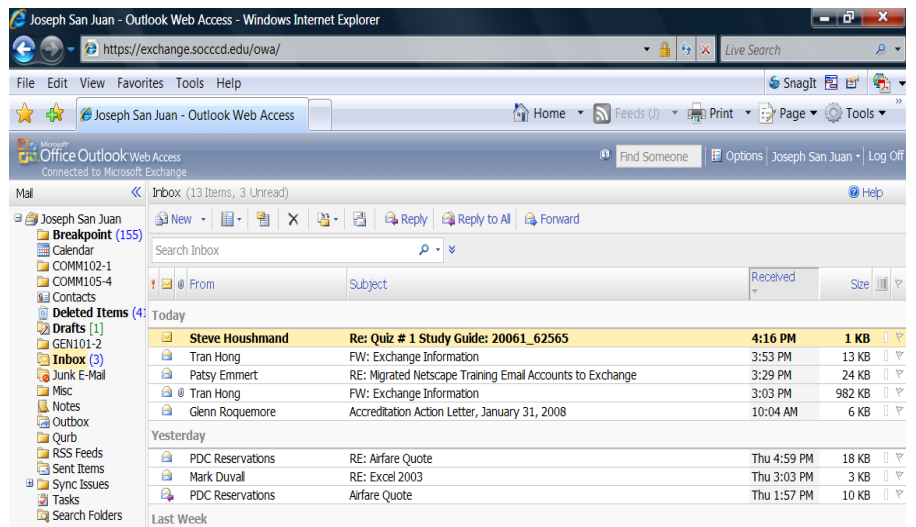 Joseph San Juan - Outlook Web Access - Windows Internet Explorer
https://exchange.socccd.edu/owa/
Live Search
File Edit View Favorites Tools Help
SnagIt
Joseph San Juan - Outlook Web Access
Home Feeds (J) Print Page Tools
Microsoft
Office Outlook Web Access
Connected to Microsoft Exchange
Find Someone Options Joseph San Juan Log Off
Mail
Inbox (13 Items, 3 Unread) Help
Joseph San Juan
Breakpoint (155)
Calendar
COMM102-1
COMM105-4
Contacts
Deleted Items (41
Drafts [1]
GEN101-2
Inbox (3)
Junk E-Mail
Misc
Notes
Outbox
Qurb
RSS Feeds
Sent Items
Sync Issues
Tasks
Search Folders
New Reply Reply to All Forward
Search Inbox
From Subject Received Size
Today
Steve Houshmand Re: Quiz # 1 Study Guide: 20061_62565 4:16 PM 1 KB
Tran Hong FW: Exchange Information 3:53 PM 13 KB
Patsy Emmert RE: Migrated Netscape Training Email Accounts to Exchange 3:29 PM 24 KB
Tran Hong FW: Exchange Information 3:03 PM 982 KB
Glenn Roquemore Accreditation Action Letter, January 31, 2008 10:04 AM 6 KB
Yesterday
PDC Reservations RE: Airfare Quote Thu 4:59 PM 18 KB
Mark Duvall RE: Excel 2003 Thu 3:03 PM 3 KB
PDC Reservations Airfare Quote Thu 1:57 PM 10 KB
Last Week